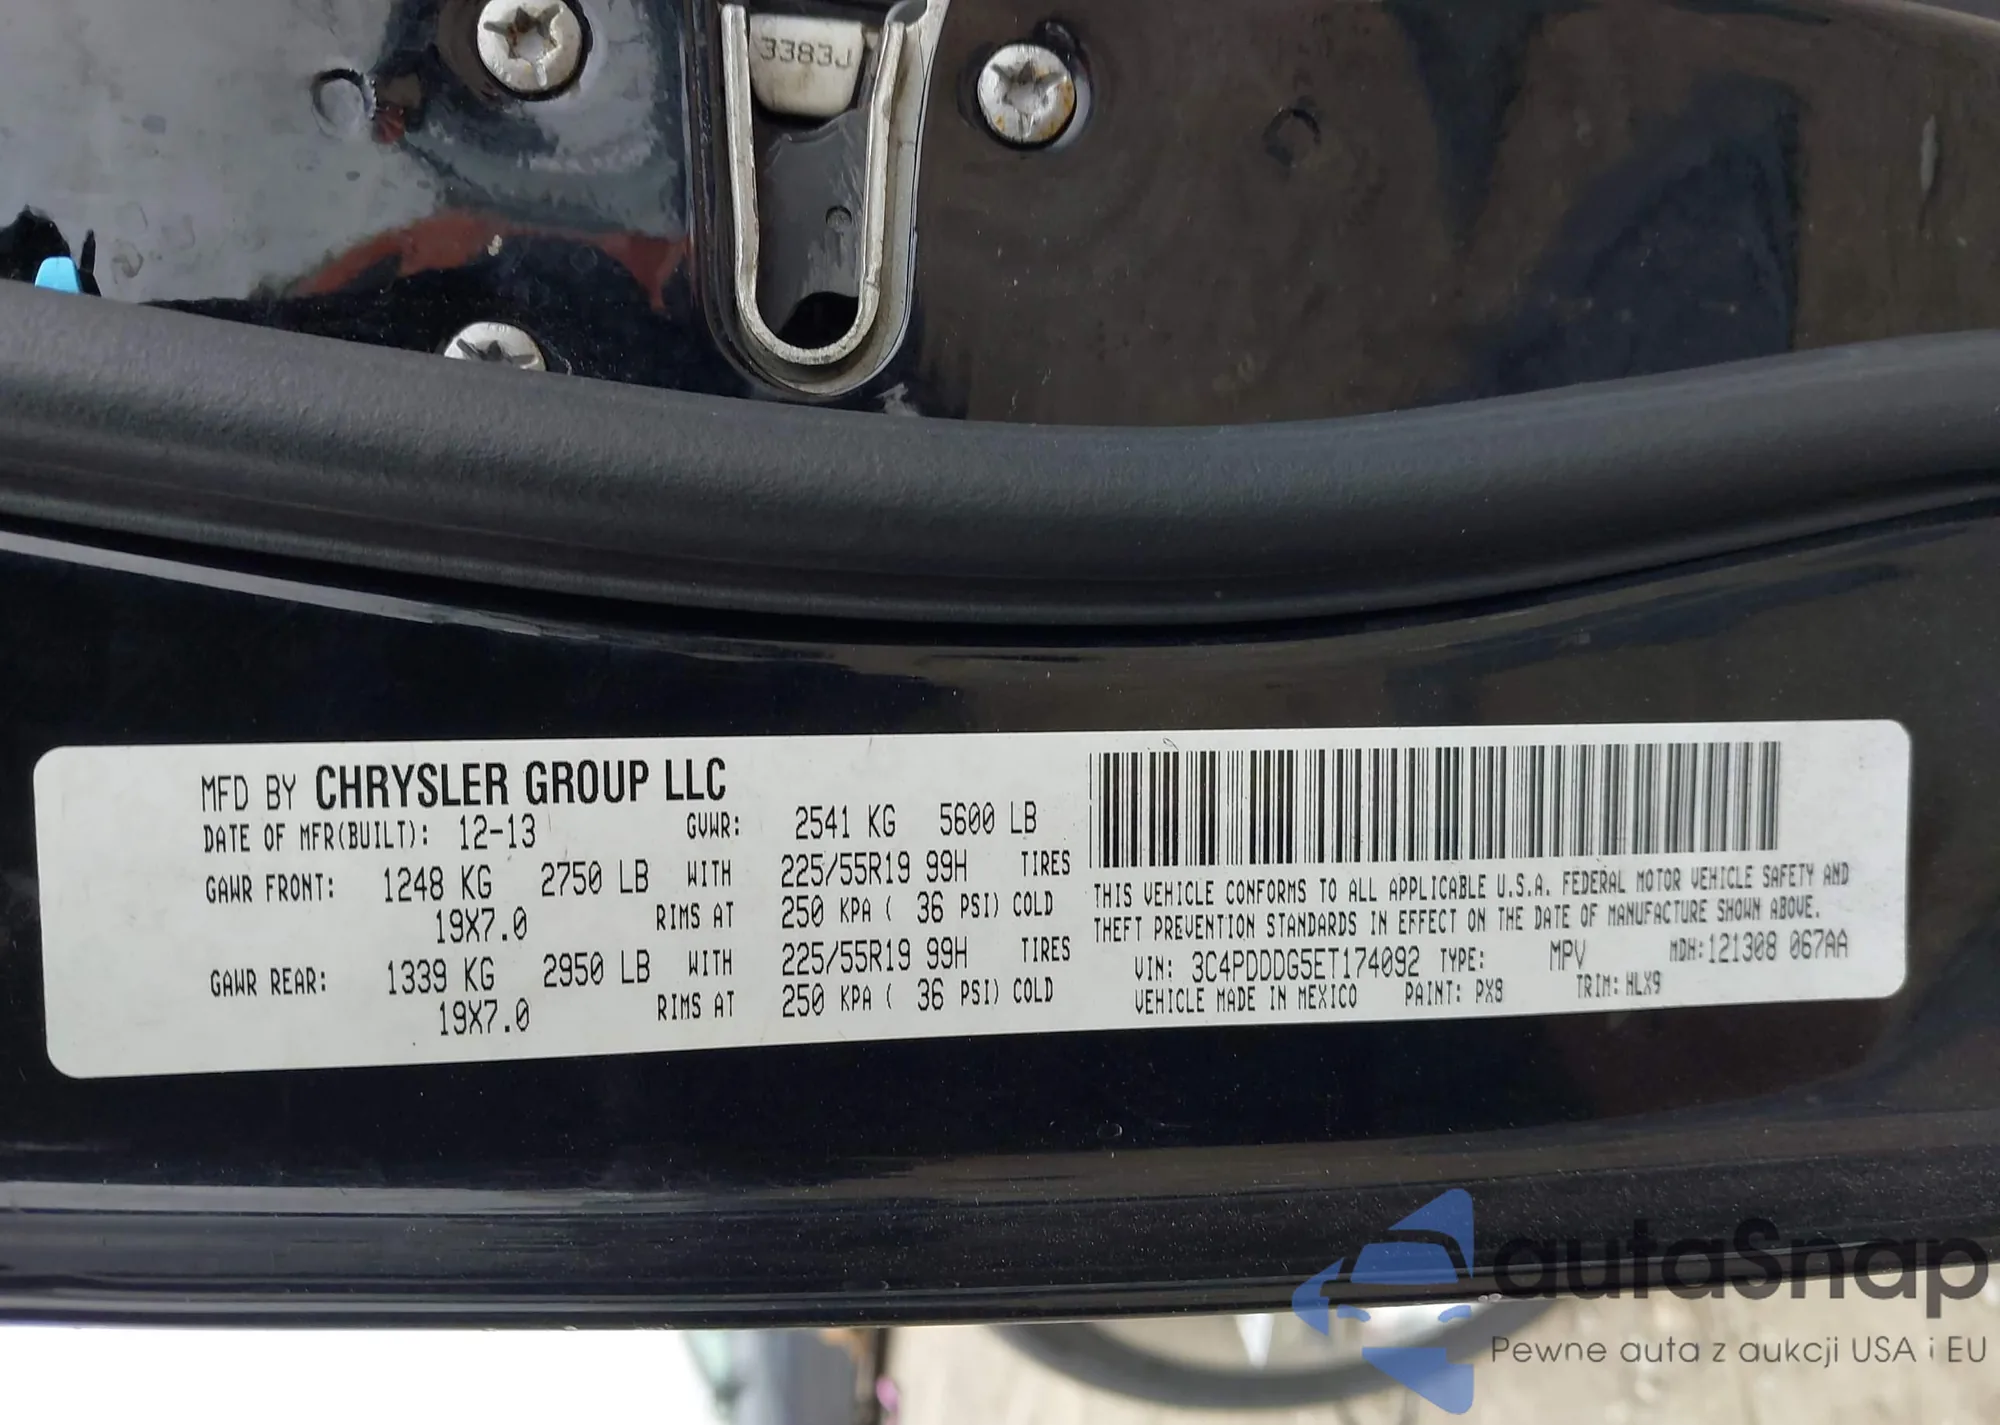 3383J
MFD BY CHRYSLER GROUP LLC
DATE OF MFR(BUILT): 12-13 GVWR: 2541 KG 5600 LB
GAWR FRONT: 1248 KG 2750 LB WITH 225/55R19 99H TIRES
19X7.0 RIMS AT 250 KPA ( 36 PSI) COLD
GAWR REAR: 1339 KG 2950 LB WITH 225/55R19 99H TIRES
19X7.0 RIMS AT 250 KPA ( 36 PSI) COLD
THIS VEHICLE CONFORMS TO ALL APPLICABLE U.S.A. FEDERAL MOTOR VEHICLE SAFETY AND
THEFT PREVENTION STANDARDS IN EFFECT ON THE DATE OF MANUFACTURE SHOWN ABOVE.
VIN: 3C4PDDDG5ET174092 TYPE: MPV MDH:121308 067AA
VEHICLE MADE IN MEXICO PAINT: PX8 TRIM: HLX9
autoSnap
Pewne auta z aukcji USA i EU